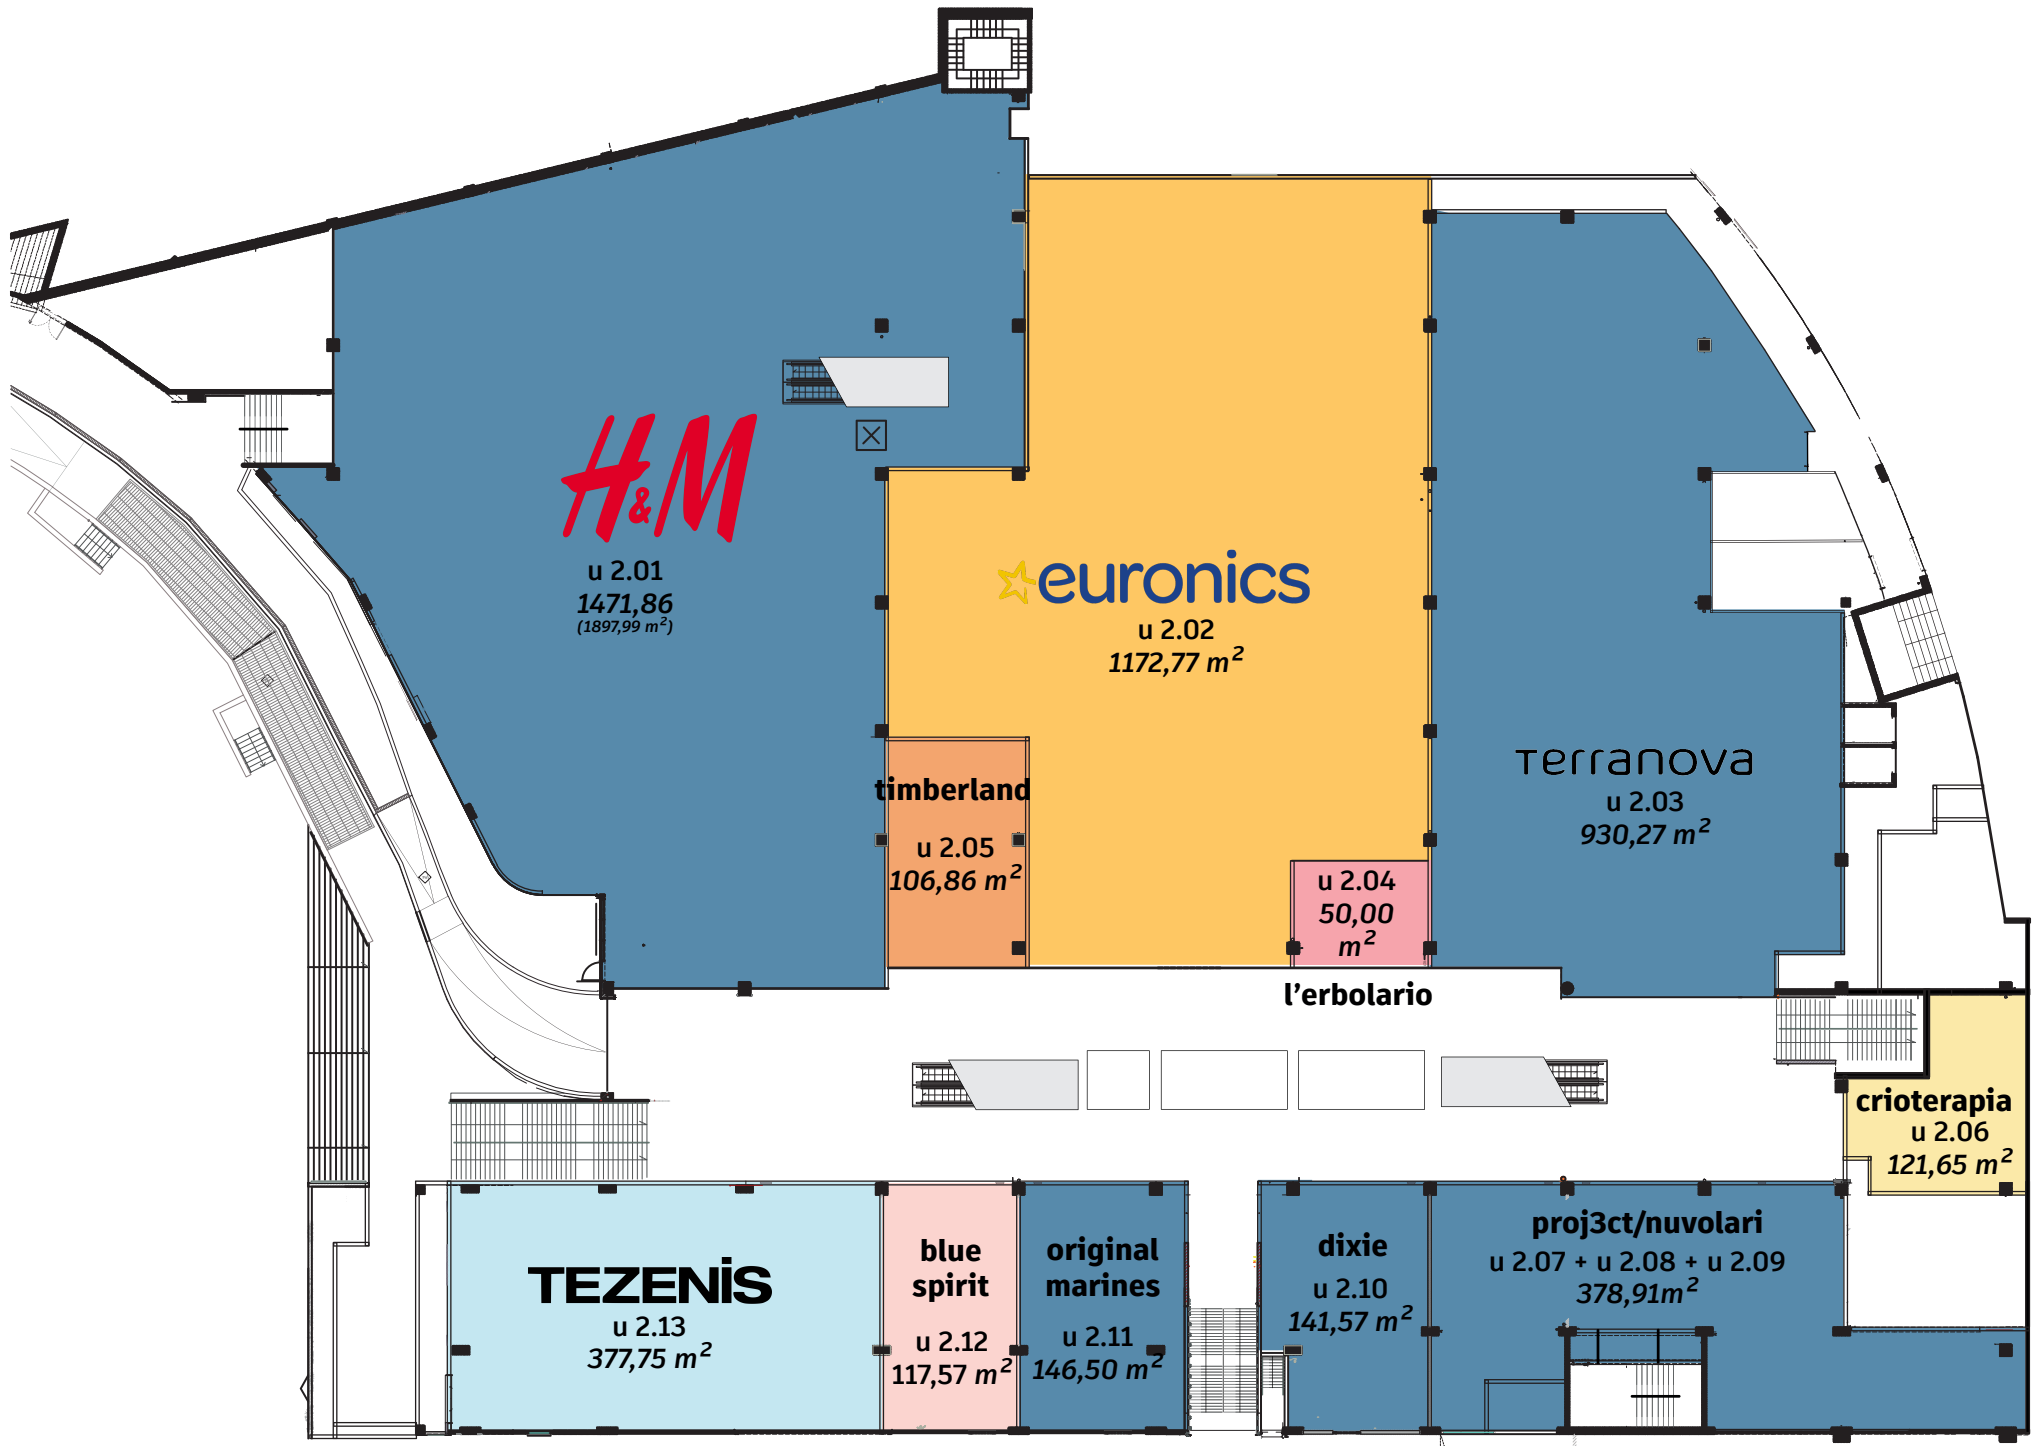 H&M
u 2.01
1471,86
(1897,99 m²)
euronics
u 2.02
1172,77 m²
terranova
u 2.03
930,27 m²
timberland
u 2.05
106,86 m²
u 2.04
50,00
m²
l'erbolario
crioterapia
u 2.06
121,65 m²
TEZENIS
u 2.13
377,75 m²
blue
spirit
u 2.12
117,57 m²
original
marines
u 2.11
146,50 m²
dixie
u 2.10
141,57 m²
proj3ct/nuvolari
u 2.07 + u 2.08 + u 2.09
378,91m²